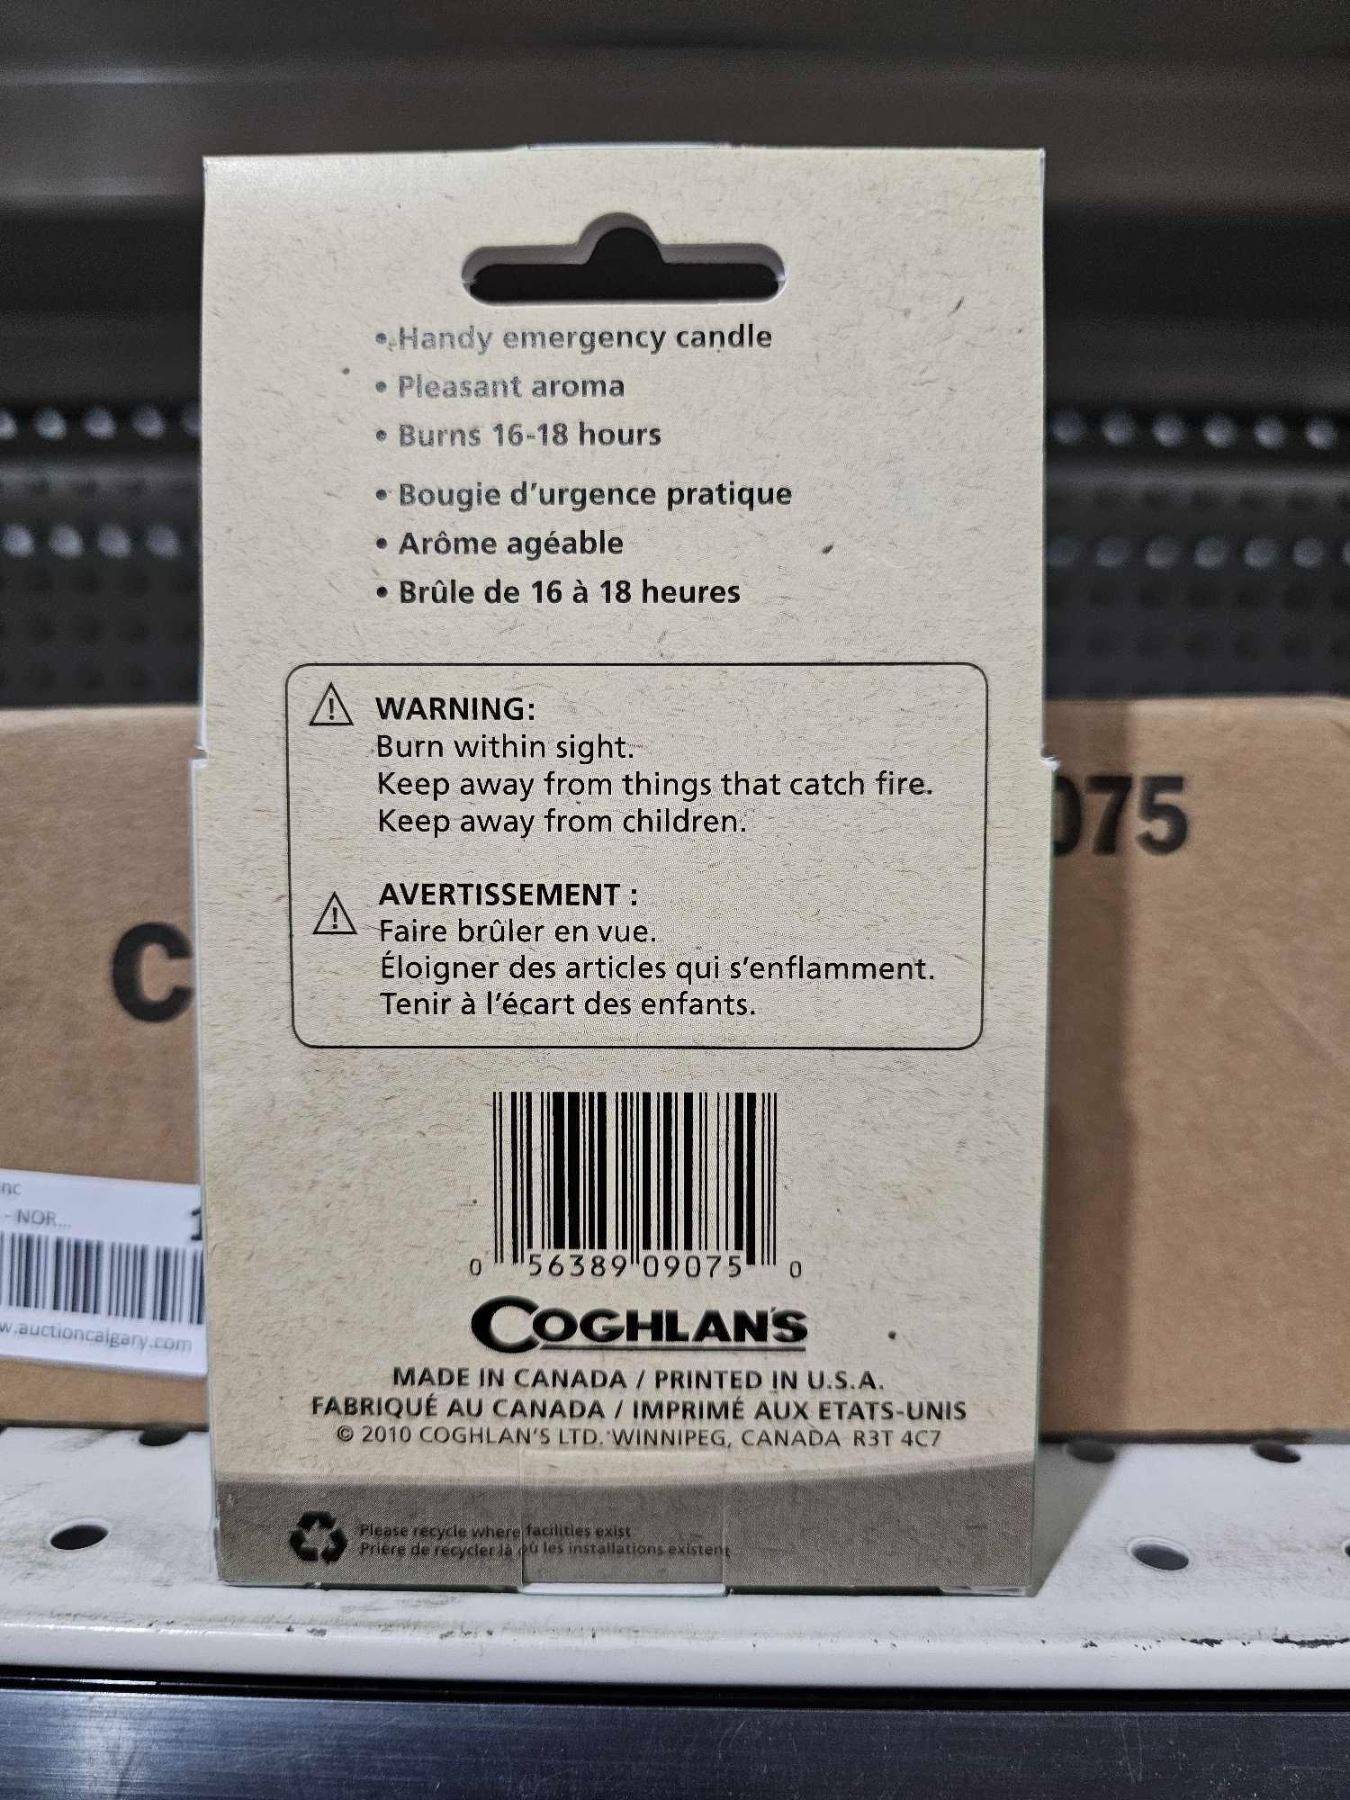 • Handy emergency candle
• Pleasant aroma
• Burns 16-18 hours
• Bougie d'urgence pratique
• Arôme agéable
• Brûle de 16 à 18 heures
WARNING:
Burn within sight.
Keep away from things that catch fire.
Keep away from children.
AVERTISSEMENT :
Faire brûler en vue.
Éloigner des articles qui s'enflamment.
Tenir à l'écart des enfants.
0 56389 09075 0
COGHLAN'S
MADE IN CANADA / PRINTED IN U.S.A.
FABRIQUÉ AU CANADA / IMPRIMÉ AUX ETATS-UNIS
© 2010 COGHLAN'S LTD. WINNIPEG, CANADA R3T 4C7
Please recycle where facilities exist
Prière de recycler là où les installations existent
C
075
- NOR...
w.auctioncalgary.com